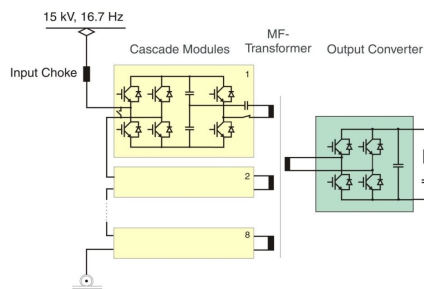 15 kV, 16.7 Hz
Cascade Modules
MF-
Transformer
Output Converter
Input Choke
1
2
8